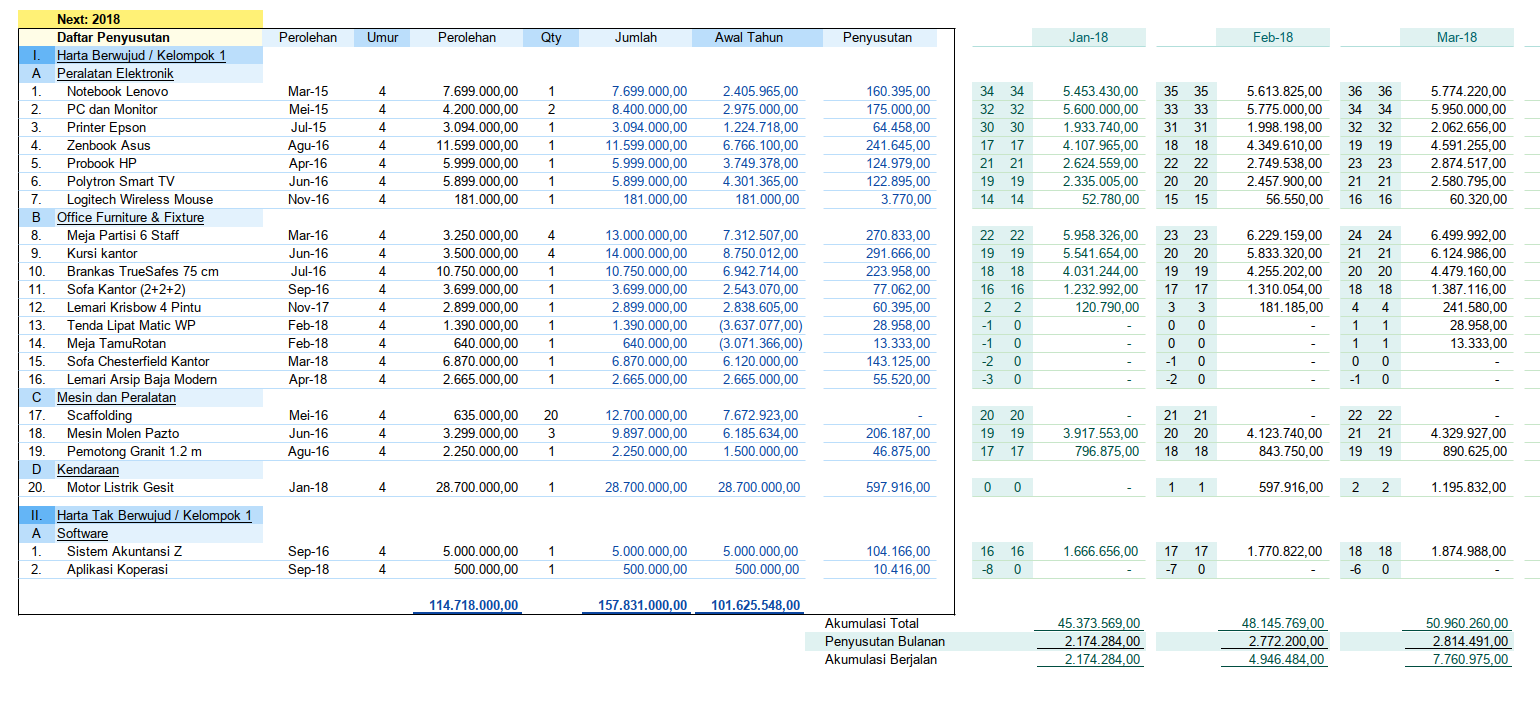 Next: 2018
Daftar Penyusutan Perolehan Umur Perolehan Qty Jumlah Awal Tahun Penyusutan Jan-18 Feb-18 Mar-18
I. Harta Berwujud / Kelompok 1
A Peralatan Elektronik
1. Notebook Lenovo Mar-15 4 7.699.000,00 1 7.699.000,00 2.405.965,00 160.395,00 34 34 5.453.430,00 35 35 5.613.825,00 36 36 5.774.220,00
2. PC dan Monitor Mei-15 4 4.200.000,00 2 8.400.000,00 2.975.000,00 175.000,00 32 32 5.600.000,00 33 33 5.775.000,00 34 34 5.950.000,00
3. Printer Epson Jul-15 4 3.094.000,00 1 3.094.000,00 1.224.718,00 64.458,00 30 30 1.933.740,00 31 31 1.998.198,00 32 32 2.062.656,00
4. Zenbook Asus Agu-16 4 11.599.000,00 1 11.599.000,00 6.766.100,00 241.645,00 17 17 4.107.965,00 18 18 4.349.610,00 19 19 4.591.255,00
5. Probook HP Apr-16 4 5.999.000,00 1 5.999.000,00 3.749.378,00 124.979,00 21 21 2.624.559,00 22 22 2.749.538,00 23 23 2.874.517,00
6. Polytron Smart TV Jun-16 4 5.899.000,00 1 5.899.000,00 4.301.365,00 122.895,00 19 19 2.335.005,00 20 20 2.457.900,00 21 21 2.580.795,00
7. Logitech Wireless Mouse Nov-16 4 181.000,00 1 181.000,00 181.000,00 3.770,00 14 14 52.780,00 15 15 56.550,00 16 16 60.320,00
B Office Furniture & Fixture
8. Meja Partisi 6 Staff Mar-16 4 3.250.000,00 4 13.000.000,00 7.312.507,00 270.833,00 22 22 5.958.326,00 23 23 6.229.159,00 24 24 6.499.992,00
9. Kursi kantor Jun-16 4 3.500.000,00 4 14.000.000,00 8.750.012,00 291.666,00 19 19 5.541.654,00 20 20 5.833.320,00 21 21 6.124.986,00
10. Brankas TrueSafes 75 cm Jul-16 4 10.750.000,00 1 10.750.000,00 6.942.714,00 223.958,00 18 18 4.031.244,00 19 19 4.255.202,00 20 20 4.479.160,00
11. Sofa Kantor (2+2+2) Sep-16 4 3.699.000,00 1 3.699.000,00 2.543.070,00 77.062,00 16 16 1.232.992,00 17 17 1.310.054,00 18 18 1.387.116,00
12. Lemari Krisbow 4 Pintu Nov-17 4 2.899.000,00 1 2.899.000,00 2.838.605,00 60.395,00 2 2 120.790,00 3 3 181.185,00 4 4 241.580,00
13. Tenda Lipat Matic WP Feb-18 4 1.390.000,00 1 1.390.000,00 (3.637.077,00) 28.958,00 -1 0 - 0 0 - 1 1 28.958,00
14. Meja TamuRotan Feb-18 4 640.000,00 1 640.000,00 (3.071.366,00) 13.333,00 -1 0 - 0 0 - 1 1 13.333,00
15. Sofa Chesterfield Kantor Mar-18 4 6.870.000,00 1 6.870.000,00 6.120.000,00 143.125,00 -2 0 - -1 0 - 0 0 -
16. Lemari Arsip Baja Modern Apr-18 4 2.665.000,00 1 2.665.000,00 2.665.000,00 55.520,00 -3 0 - -2 0 - -1 0 -
C Mesin dan Peralatan
17. Scaffolding Mei-16 4 635.000,00 20 12.700.000,00 7.672.923,00 - 20 20 - 21 21 - 22 22 -
18. Mesin Molen Pazto Jun-16 4 3.299.000,00 3 9.897.000,00 6.185.634,00 206.187,00 19 19 3.917.553,00 20 20 4.123.740,00 21 21 4.329.927,00
19. Pemotong Granit 1.2 m Agu-16 4 2.250.000,00 1 2.250.000,00 1.500.000,00 46.875,00 17 17 796.875,00 18 18 843.750,00 19 19 890.625,00
D Kendaraan
20. Motor Listrik Gesit Jan-18 4 28.700.000,00 1 28.700.000,00 28.700.000,00 597.916,00 0 0 - 1 1 597.916,00 2 2 1.195.832,00
II. Harta Tak Berwujud / Kelompok 1
A Software
1. Sistem Akuntansi Z Sep-16 4 5.000.000,00 1 5.000.000,00 5.000.000,00 104.166,00 16 16 1.666.656,00 17 17 1.770.822,00 18 18 1.874.988,00
2. Aplikasi Koperasi Sep-18 4 500.000,00 1 500.000,00 500.000,00 10.416,00 -8 0 - -7 0 - -6 0 -
114.718.000,00 157.831.000,00 101.625.548,00
Akumulasi Total 45.373.569,00 48.145.769,00 50.960.260,00
Penyusutan Bulanan 2.174.284,00 2.772.200,00 2.814.491,00
Akumulasi Berjalan 2.174.284,00 4.946.484,00 7.760.975,00